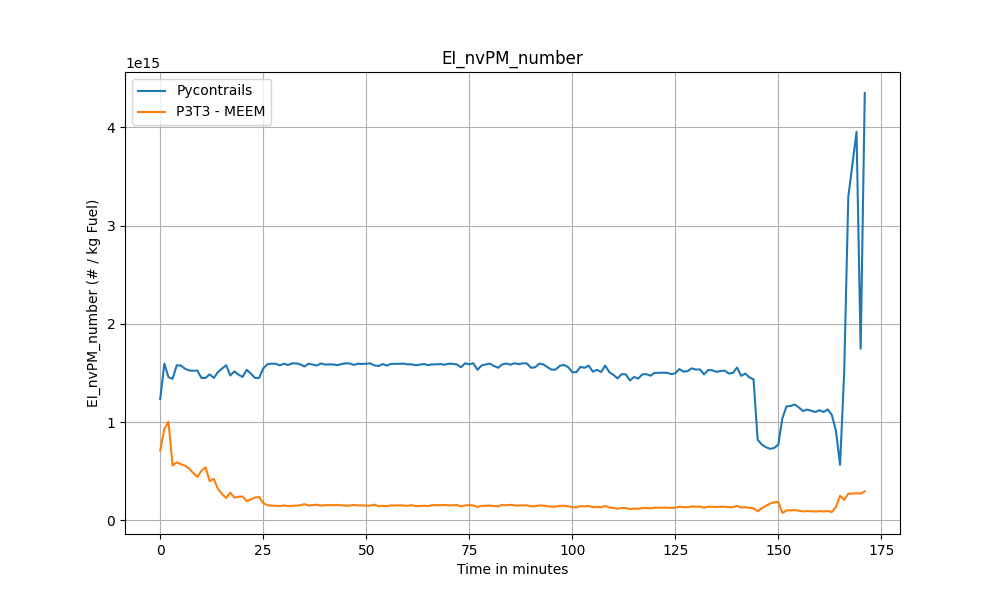 EI_nvPM_number
1e15
Pycontrails
P3T3 - MEEM
EI_nvPM_number (# / kg Fuel)
4
3
2
1
0
0 25 50 75 100 125 150 175
Time in minutes